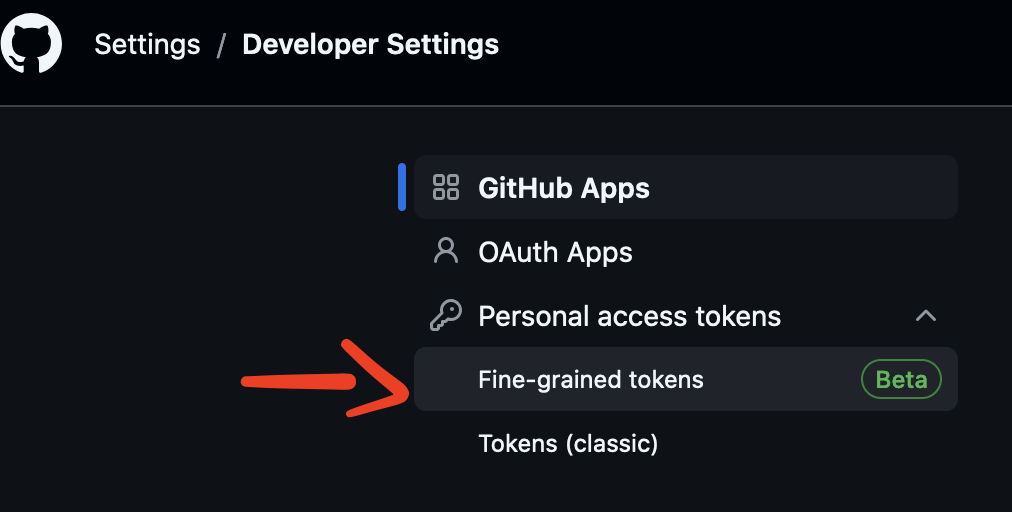 Settings / Developer Settings
GitHub Apps
OAuth Apps
Personal access tokens
Fine-grained tokens Beta
Tokens (classic)